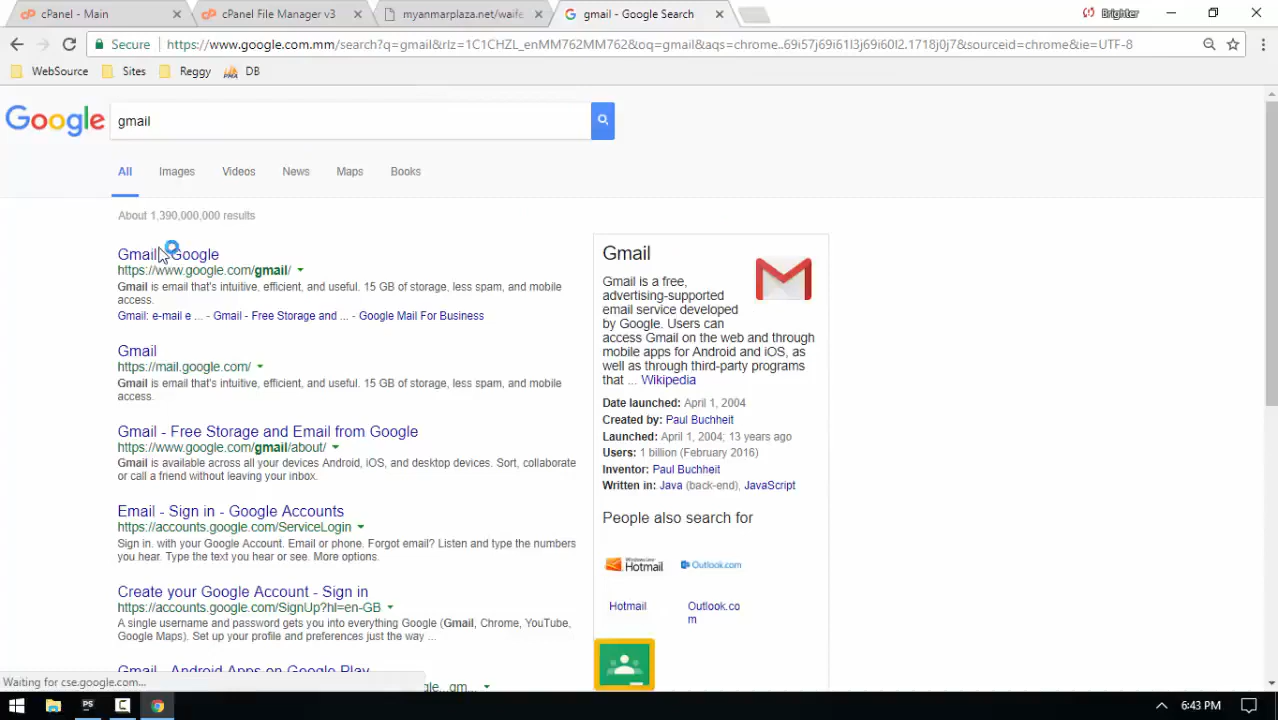 cPanel - Main
cPanel File Manager v3
myanmarplaza.net/waife
gmail - Google Search
Brighter
Secure
https://www.google.com.mm/search?q=gmail&rlz=1C1CHZL_enMM762MM762&oq=gmail&aqs=chrome..69i57j69i61l3j69i60l2.1718j0j7&sourceid=chrome&ie=UTF-8
WebSource
Sites
Reggy
DB
Google
gmail
All
Images
Videos
News
Maps
Books
About 1,390,000,000 results
Gmail - Google
https://www.google.com/gmail/
Gmail is email that's intuitive, efficient, and useful. 15 GB of storage, less spam, and mobile
access.
Gmail: e-mail e ... - Gmail - Free Storage and ... - Google Mail For Business
Gmail
https://mail.google.com/
Gmail is email that's intuitive, efficient, and useful. 15 GB of storage, less spam, and mobile
access.
Gmail - Free Storage and Email from Google
https://www.google.com/gmail/about/
Gmail is available across all your devices Android, iOS, and desktop devices. Sort, collaborate
or call a friend without leaving your inbox.
Email - Sign in - Google Accounts
https://accounts.google.com/ServiceLogin
Sign in. with your Google Account. Email or phone. Forgot email? Listen and type the numbers
you hear. Type the text you hear or see. More options.
Create your Google Account - Sign in
https://accounts.google.com/SignUp?hl=en-GB
A single username and password gets you into everything Google (Gmail, Chrome, YouTube,
Google Maps). Set up your profile and preferences just the way ...
Gmail - Android Apps on Google Play
gle...gm...
Gmail
Gmail is a free,
advertising-supported
email service developed
by Google. Users can
access Gmail on the web and through
mobile apps for Android and iOS, as
well as through third-party programs
that ... Wikipedia
Date launched: April 1, 2004
Created by: Paul Buchheit
Launched: April 1, 2004; 13 years ago
Users: 1 billion (February 2016)
Inventor: Paul Buchheit
Written in: Java (back-end), JavaScript
People also search for
Hotmail
Outlook.com
Hotmail
Outlook.co
m
Waiting for cse.google.com...
PS
6:43 PM